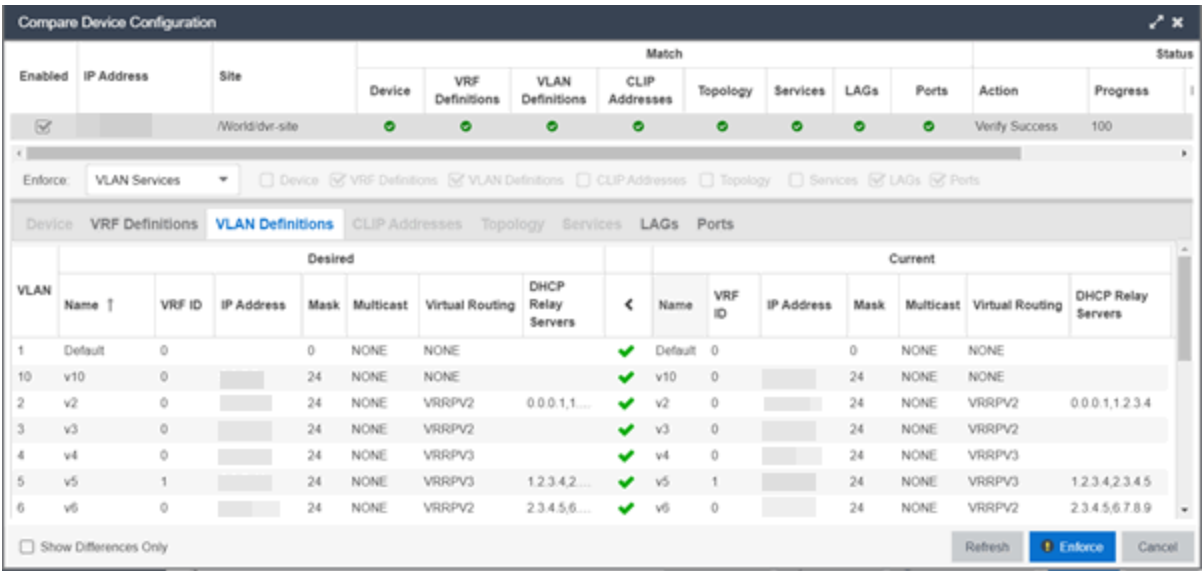 Compare Device Configuration
Match Status
Enabled IP Address Site Device VRF Definitions VLAN Definitions CLIP Addresses Topology Services LAGs Ports Action Progress
/World/dvr-site Verify Success 100
Enforce: VLAN Services Device VRF Definitions VLAN Definitions CLIP Addresses Topology Services LAGs Ports
Device VRF Definitions VLAN Definitions CLIP Addresses Topology Services LAGs Ports
Desired Current
VLAN Name ↑ VRF ID IP Address Mask Multicast Virtual Routing DHCP Relay Servers < Name VRF ID IP Address Mask Multicast Virtual Routing DHCP Relay Servers
1 Default 0 0 NONE NONE Default 0 0 NONE NONE
10 v10 0 24 NONE NONE v10 0 24 NONE NONE
2 v2 0 24 NONE VRRPV2 0.0.0.1,1.... v2 0 24 NONE VRRPV2 0.0.0.1,1.2.3.4
3 v3 0 24 NONE VRRPV2 v3 0 24 NONE VRRPV2
4 v4 0 24 NONE VRRPV3 v4 0 24 NONE VRRPV3
5 v5 1 24 NONE VRRPV3 1.2.3.4,2.... v5 1 24 NONE VRRPV3 1.2.3.4,2.3.4.5
6 v6 0 24 NONE VRRPV2 2.3.4.5,6.... v6 0 24 NONE VRRPV2 2.3.4.5,6.7.8.9
Show Differences Only Refresh Enforce Cancel